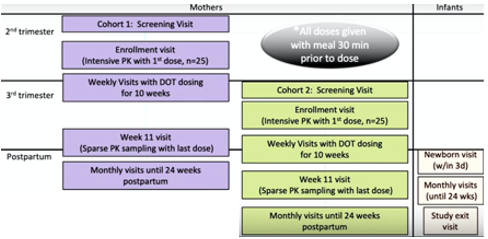 Mothers
Infants
2nd trimester
Cohort 1: Screening Visit
*All doses given
with meal 30 min
prior to dose
Enrollment visit
(Intensive PK with 1st dose, n=25)
Weekly Visits with DOT dosing
for 10 weeks
3rd trimester
Cohort 2: Screening Visit
Enrollment visit
(Intensive PK with 1st dose, n=25)
Week 11 visit
(Sparse PK sampling with last dose)
Weekly Visits with DOT dosing
for 10 weeks
Postpartum
Monthly visits until 24 weeks
postpartum
Newborn visit
(w/in 3d)
Week 11 visit
(Sparse PK sampling with last dose)
Monthly visits
(until 24 wks)
Monthly visits until 24 weeks
postpartum
Study exit
visit